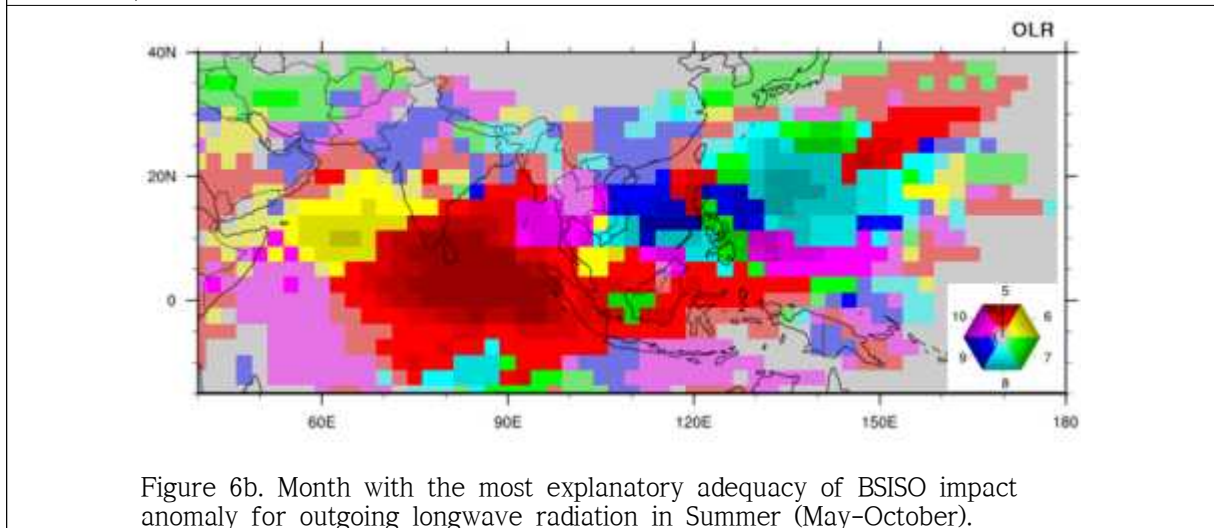 OLR
40N
20N
0
60E
90E
120E
150E
180
5
10
6
9
7
8
Figure 6b. Month with the most explanatory adequacy of BSISO impact
anomaly for outgoing longwave radiation in Summer (May-October).